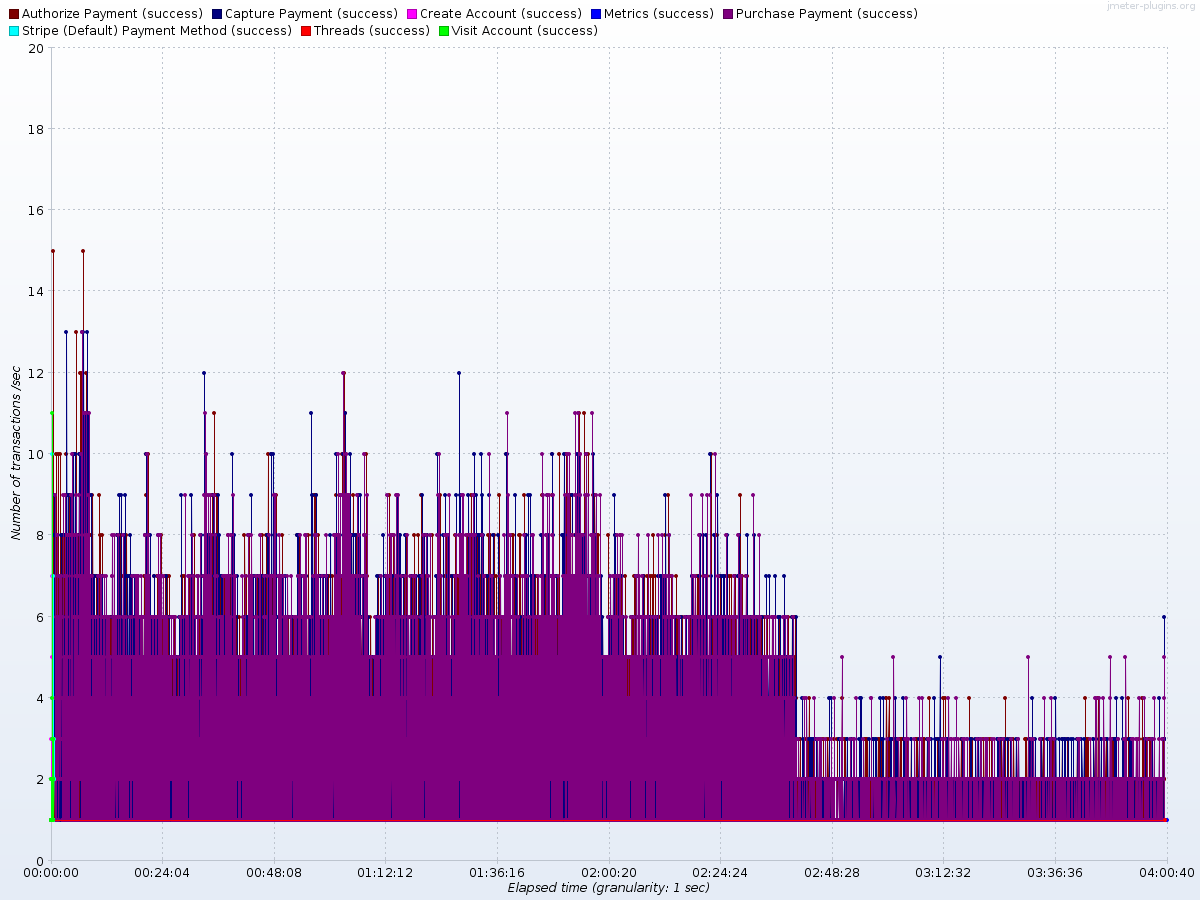 Authorize Payment (success) Capture Payment (success) Create Account (success) Metrics (success) Purchase Payment (success)
jmeter-plugins.org
Stripe (Default) Payment Method (success) Threads (success) Visit Account (success)
20
18
16
14
12
10
8
6
4
2
0
Number of transactions /sec
00:00:00 00:24:04 00:48:08 01:12:12 01:36:16 02:00:20 02:24:24 02:48:28 03:12:32 03:36:36 04:00:40
Elapsed time (granularity: 1 sec)